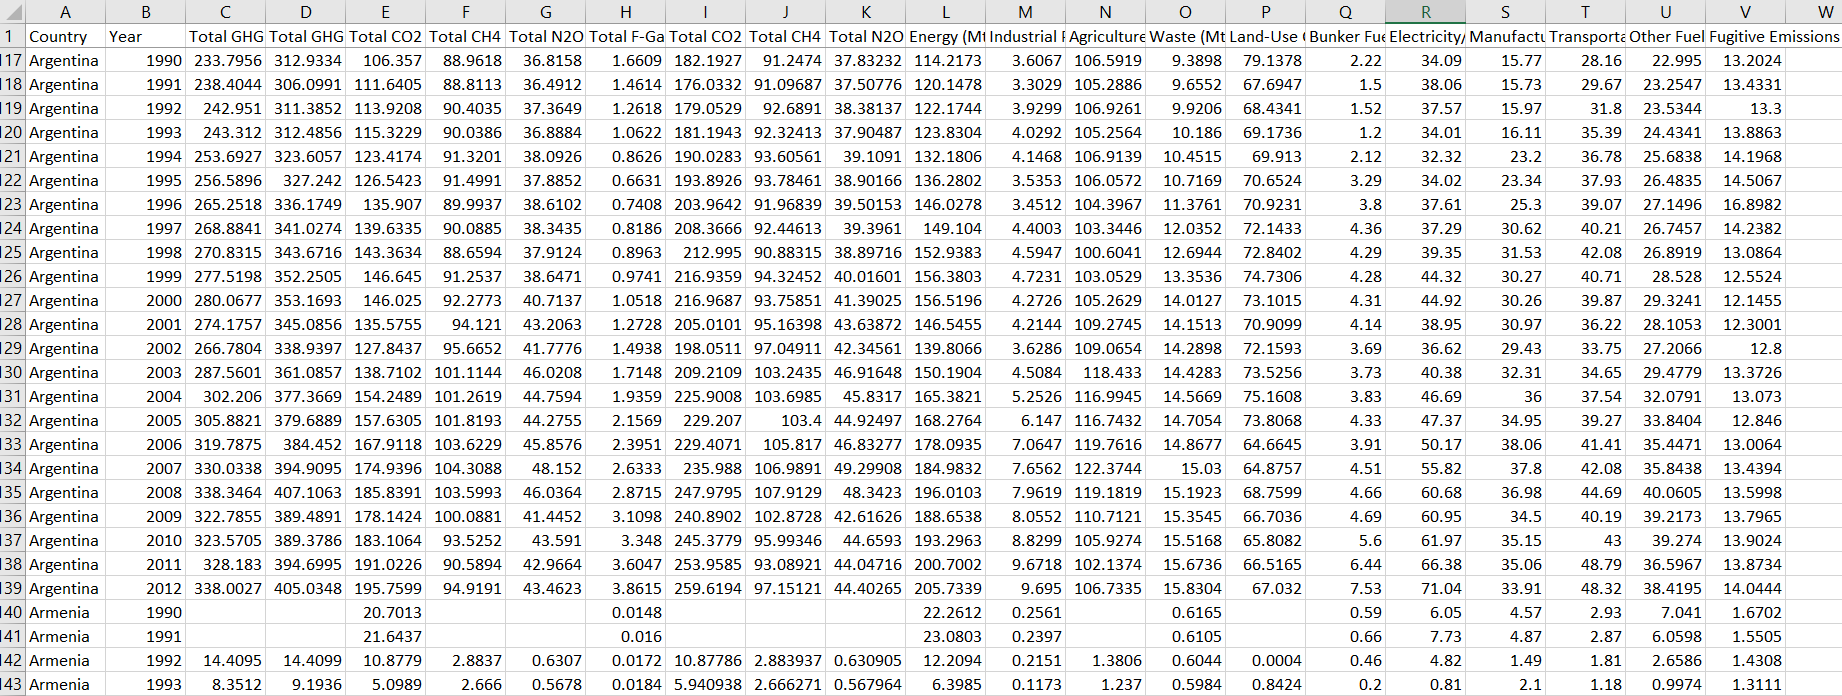 A B C D E F G H I J K L M N O P Q R S T U V W
1 Country Year Total GHG Total GHG Total CO2 Total CH4 Total N2O Total F-Ga Total CO2 Total CH4 Total N2O Energy (Mt Industrial F Agriculture Waste (Mt Land-Use ( Bunker Fue Electricity/ Manufactu Transporta Other Fuel Fugitive Emissions
117 Argentina 1990 233.7956 312.9334 106.357 88.9618 36.8158 1.6609 182.1927 91.2474 37.83232 114.2173 3.6067 106.5919 9.3898 79.1378 2.22 34.09 15.77 28.16 22.995 13.2024
118 Argentina 1991 238.4044 306.0991 111.6405 88.8113 36.4912 1.4614 176.0332 91.09687 37.50776 120.1478 3.3029 105.2886 9.6552 67.6947 1.5 38.06 15.73 29.67 23.2547 13.4331
119 Argentina 1992 242.951 311.3852 113.9208 90.4035 37.3649 1.2618 179.0529 92.6891 38.38137 122.1744 3.9299 106.9261 9.9206 68.4341 1.52 37.57 15.97 31.8 23.5344 13.3
120 Argentina 1993 243.312 312.4856 115.3229 90.0386 36.8884 1.0622 181.1943 92.32413 37.90487 123.8304 4.0292 105.2564 10.186 69.1736 1.2 34.01 16.11 35.39 24.4341 13.8863
121 Argentina 1994 253.6927 323.6057 123.4174 91.3201 38.0926 0.8626 190.0283 93.60561 39.1091 132.1806 4.1468 106.9139 10.4515 69.913 2.12 32.32 23.2 36.78 25.6838 14.1968
122 Argentina 1995 256.5896 327.242 126.5423 91.4991 37.8852 0.6631 193.8926 93.78461 38.90166 136.2802 3.5353 106.0572 10.7169 70.6524 3.29 34.02 23.34 37.93 26.4835 14.5067
123 Argentina 1996 265.2518 336.1749 135.907 89.9937 38.6102 0.7408 203.9642 91.96839 39.50153 146.0278 3.4512 104.3967 11.3761 70.9231 3.8 37.61 25.3 39.07 27.1496 16.8982
124 Argentina 1997 268.8841 341.0274 139.6335 90.0885 38.3435 0.8186 208.3666 92.44613 39.3961 149.104 4.4003 103.3446 12.0352 72.1433 4.36 37.29 30.62 40.21 26.7457 14.2382
125 Argentina 1998 270.8315 343.6716 143.3634 88.6594 37.9124 0.8963 212.995 90.88315 38.89716 152.9383 4.5947 100.6041 12.6944 72.8402 4.29 39.35 31.53 42.08 26.8919 13.0864
126 Argentina 1999 277.5198 352.2505 146.645 91.2537 38.6471 0.9741 216.9359 94.32452 40.01601 156.3803 4.7231 103.0529 13.3536 74.7306 4.28 44.32 30.27 40.71 28.528 12.5524
127 Argentina 2000 280.0677 353.1693 146.025 92.2773 40.7137 1.0518 216.9687 93.75851 41.39025 156.5196 4.2726 105.2629 14.0127 73.1015 4.31 44.92 30.26 39.87 29.3241 12.1455
128 Argentina 2001 274.1757 345.0856 135.5755 94.121 43.2063 1.2728 205.0101 95.16398 43.63872 146.5455 4.2144 109.2745 14.1513 70.9099 4.14 38.95 30.97 36.22 28.1053 12.3001
129 Argentina 2002 266.7804 338.9397 127.8437 95.6652 41.7776 1.4938 198.0511 97.04911 42.34561 139.8066 3.6286 109.0654 14.2898 72.1593 3.69 36.62 29.43 33.75 27.2066 12.8
130 Argentina 2003 287.5601 361.0857 138.7102 101.1144 46.0208 1.7148 209.2109 103.2435 46.91648 150.1904 4.5084 118.433 14.4283 73.5256 3.73 40.38 32.31 34.65 29.4779 13.3726
131 Argentina 2004 302.206 377.3669 154.2489 101.2619 44.7594 1.9359 225.9008 103.6985 45.8317 165.3821 5.2526 116.9945 14.5669 75.1608 3.83 46.69 36 37.54 32.0791 13.073
132 Argentina 2005 305.8821 379.6889 157.6305 101.8193 44.2755 2.1569 229.207 103.4 44.92497 168.2764 6.147 116.7432 14.7054 73.8068 4.33 47.37 34.95 39.27 33.8404 12.846
133 Argentina 2006 319.7875 384.452 167.9118 103.6229 45.8576 2.3951 229.4071 105.817 46.83277 178.0935 7.0647 119.7616 14.8677 64.6645 3.91 50.17 38.06 41.41 35.4471 13.0064
134 Argentina 2007 330.0338 394.9095 174.9396 104.3088 48.152 2.6333 235.988 106.9891 49.29908 184.9832 7.6562 122.3744 15.03 64.8757 4.51 55.82 37.8 42.08 35.8438 13.4394
135 Argentina 2008 338.3464 407.1063 185.8391 103.5993 46.0364 2.8715 247.9795 107.9129 48.3423 196.0103 7.9619 119.1819 15.1923 68.7599 4.66 60.68 36.98 44.69 40.0605 13.5998
136 Argentina 2009 322.7855 389.4891 178.1424 100.0881 41.4452 3.1098 240.8902 102.8728 42.61626 188.6538 8.0552 110.7121 15.3545 66.7036 4.69 60.95 34.5 40.19 39.2173 13.7965
137 Argentina 2010 323.5705 389.3786 183.1064 93.5252 43.591 3.348 245.3779 95.99346 44.6593 193.2963 8.8299 105.9274 15.5168 65.8082 5.6 61.97 35.15 43 39.274 13.9024
138 Argentina 2011 328.183 394.6995 191.0226 90.5894 42.9664 3.6047 253.9585 93.08921 44.04716 200.7002 9.6718 102.1374 15.6736 66.5165 6.44 66.38 35.06 48.79 36.5967 13.8734
139 Argentina 2012 338.0027 405.0348 195.7599 94.9191 43.4623 3.8615 259.6194 97.15121 44.40265 205.7339 9.695 106.7335 15.8304 67.032 7.53 71.04 33.91 48.32 38.4195 14.0444
140 Armenia 1990 20.7013 0.0148 22.2612 0.2561 0.6165 0.59 6.05 4.57 2.93 7.041 1.6702
141 Armenia 1991 21.6437 0.016 23.0803 0.2397 0.6105 0.66 7.73 4.87 2.87 6.0598 1.5505
142 Armenia 1992 14.4095 14.4099 10.8779 2.8837 0.6307 0.0172 10.87786 2.883937 0.630905 12.2094 0.2151 1.3806 0.6044 0.0004 0.46 4.82 1.49 1.81 2.6586 1.4308
143 Armenia 1993 8.3512 9.1936 5.0989 2.666 0.5678 0.0184 5.940938 2.666271 0.567964 6.3985 0.1173 1.237 0.5984 0.8424 0.2 0.81 2.1 1.18 0.9974 1.3111